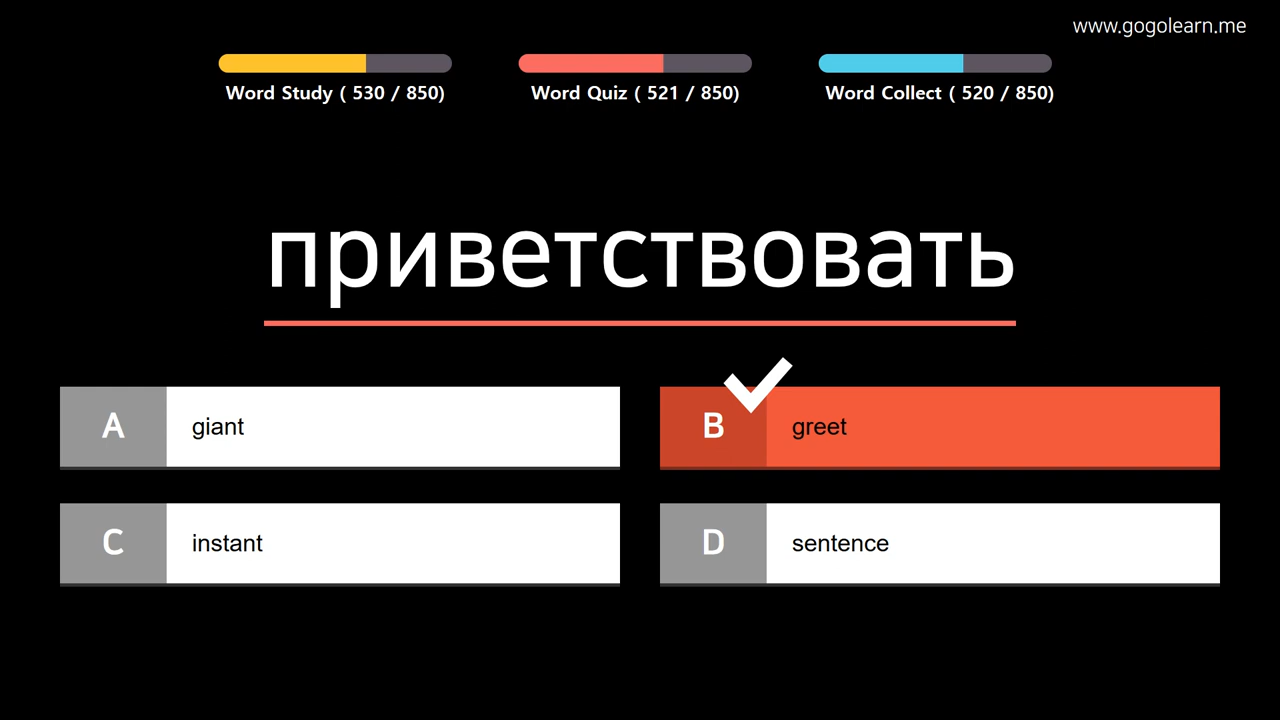 www.gogolearn.me
Word Study ( 530 / 850)
Word Quiz ( 521 / 850)
Word Collect ( 520 / 850)
приветствовать
A giant
B greet
C instant
D sentence